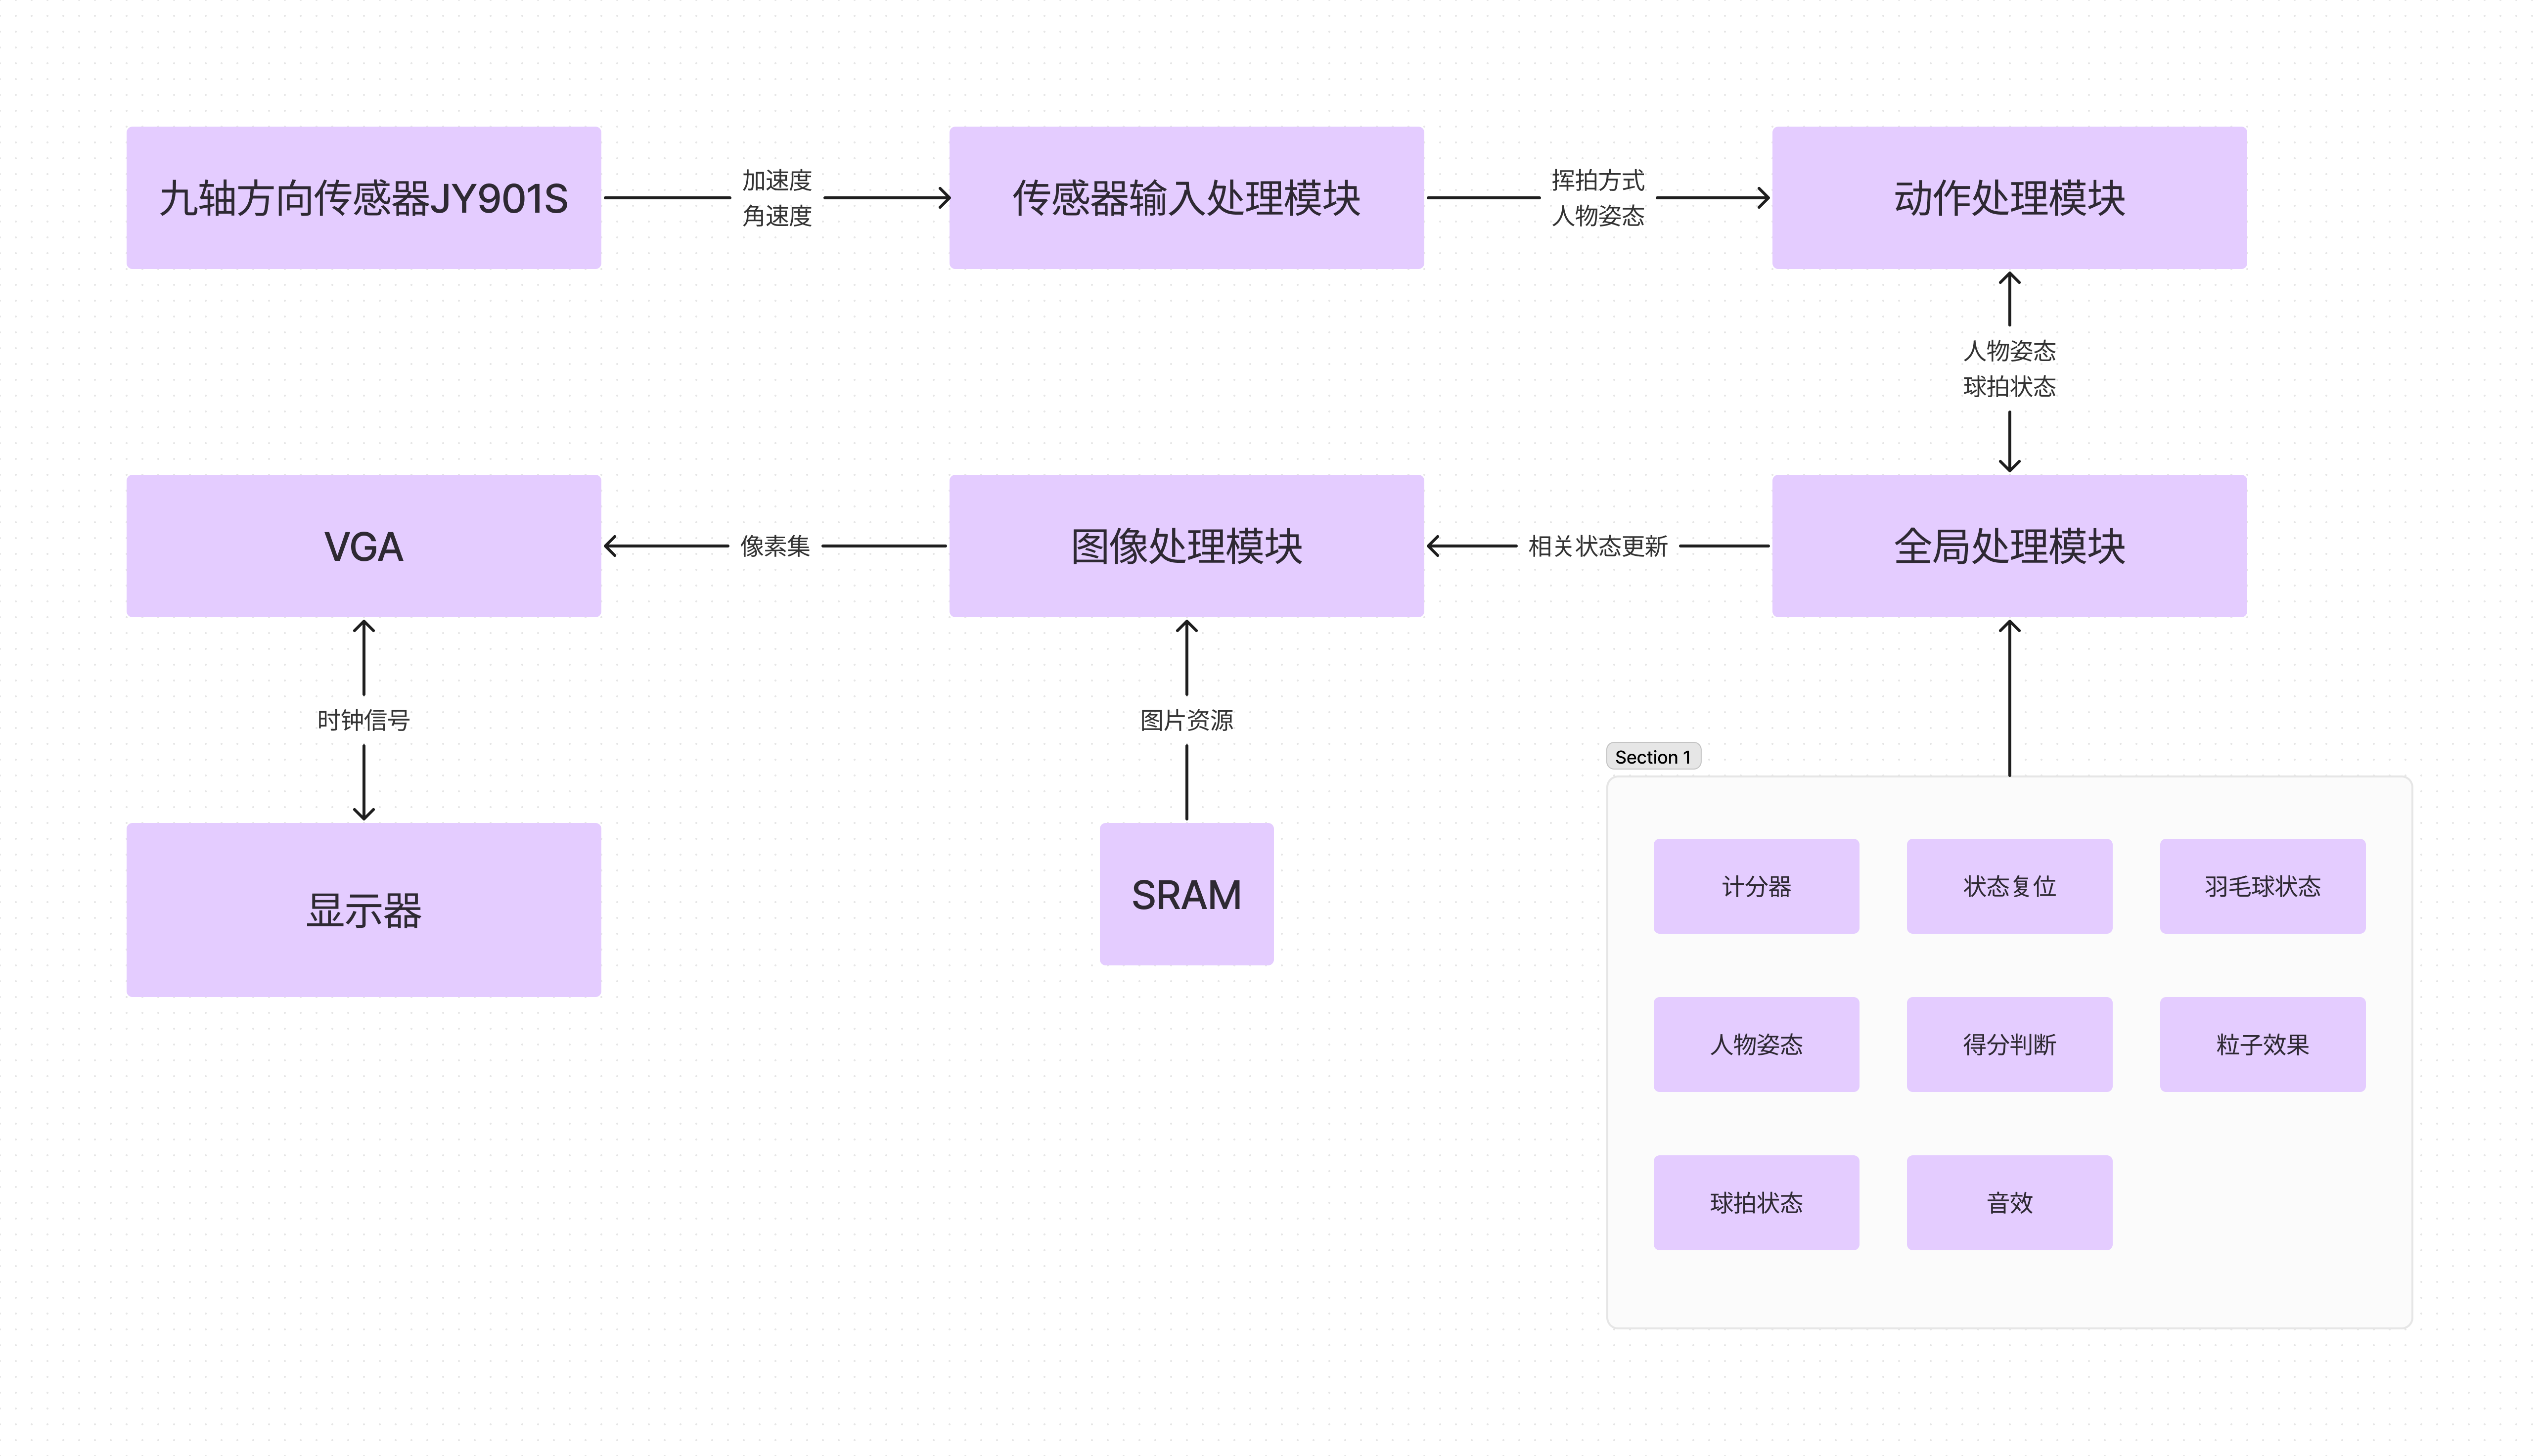 九轴方向传感器JY901S
加速度
角速度
传感器输入处理模块
挥拍方式
人物姿态
动作处理模块
人物姿态
球拍状态
VGA
像素集
图像处理模块
相关状态更新
全局处理模块
时钟信号
图片资源
Section 1
显示器
SRAM
计分器
状态复位
羽毛球状态
人物姿态
得分判断
粒子效果
球拍状态
音效